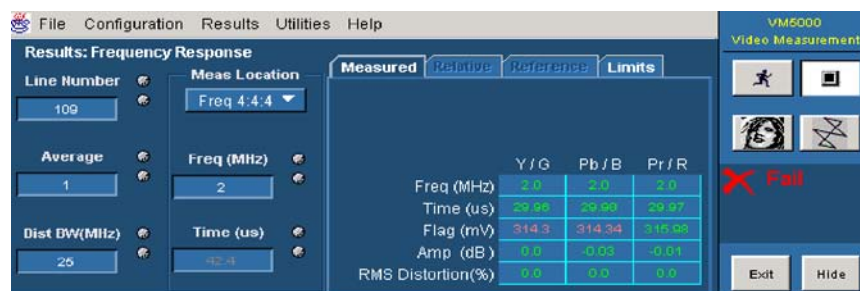 File Configuration Results Utilities Help
VM5000
Video Measurement
Results: Frequency Response
Line Number
109
Meas Location
Freq 4:4:4
Measured Relative Reference Limits
Average
1
Freq (MHz)
2
Dist BW(MHz)
25
Time (us)
42.4
Y / G Pb / B Pr / R
Freq (MHz) 2.0 2.0 2.0
Time (us) 29.96 29.90 29.97
Flag (mV) 314.3 314.34 315.98
Amp (dB) 0.0 -0.03 -0.01
RMS Distortion(%) 0.0 0.0 0.0
Fail
Exit Hide